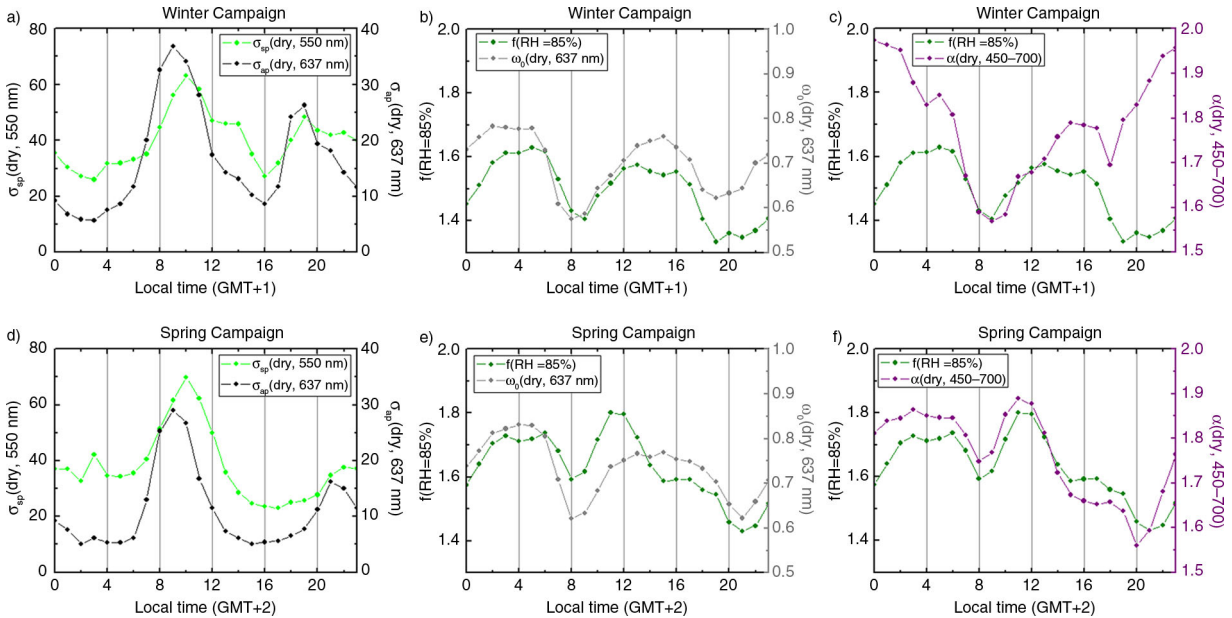 a) Winter Campaign
80 40
σsp(dry, 550 nm)
σap(dry, 637 nm)
60 30
40 20
20 10
0 0
0 4 8 12 16 20
Local time (GMT+1)
σsp(dry, 550 nm)
σap(dry, 637 nm)
b) Winter Campaign
2.0 1.0
f(RH =85%)
ω0(dry, 637 nm)
0.9
1.8
0.8
1.6 0.7
0.6
1.4
0.5
0 4 8 12 16 20
Local time (GMT+1)
f(RH=85%)
ω0(dry, 637 nm)
c) Winter Campaign
2.0 2.0
f(RH =85%)
α(dry, 450–700)
1.9
1.8
1.8
1.6 1.7
1.6
1.4
1.5
0 4 8 12 16 20
Local time (GMT+1)
f(RH=85%)
α(dry, 450–700)
d) Spring Campaign
80 40
σsp(dry, 550 nm)
σap(dry, 637 nm)
60 30
40 20
20 10
0 0
0 4 8 12 16 20
Local time (GMT+2)
σsp(dry, 550 nm)
σap(dry, 637 nm)
e) Spring Campaign
2.0 1.0
f(RH =85%)
ω0(dry, 637 nm)
0.9
1.8
0.8
1.6 0.7
0.6
1.4
0.5
0 4 8 12 16 20
Local time (GMT+2)
f(RH=85%)
ω0(dry, 637 nm)
f) Spring Campaign
2.0 2.0
f(RH =85%)
α(dry, 450–700)
1.9
1.8
1.8
1.6 1.7
1.6
1.4
1.5
0 4 8 12 16 20
Local time (GMT+2)
f(RH=85%)
α(dry, 450–700)